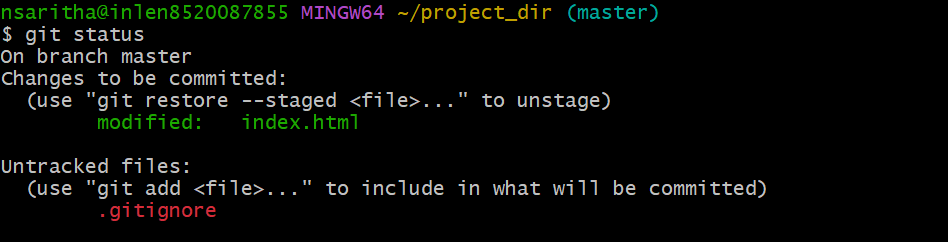 nsaritha@inlen8520087855 MINGW64 ~/project_dir (master)
$ git status
On branch master
Changes to be committed:
  (use "git restore --staged <file>..." to unstage)
        modified:   index.html

Untracked files:
  (use "git add <file>..." to include in what will be committed)
        .gitignore